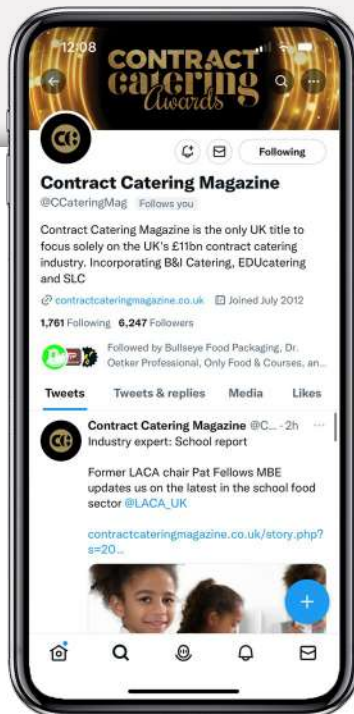 12:08
CONTRACT
catering
Awards
CC
Following
Contract Catering Magazine
@CCateringMag Follows you
Contract Catering Magazine is the only UK title to
focus solely on the UK's £11bn contract catering
industry. Incorporating B&I Catering, EDUcatering
and SLC
contractcateringmagazine.co.uk Joined July 2012
1,761 Following 6,247 Followers
Followed by Bullseye Food Packaging, Dr.
Oetker Professional, Only Food & Courses, an...
Tweets Tweets & replies Media Likes
CC
Contract Catering Magazine @C... · 2h ...
Industry expert: School report
Former LACA chair Pat Fellows MBE
updates us on the latest in the school food
sector @LACA_UK
contractcateringmagazine.co.uk/story.php?
s=20...